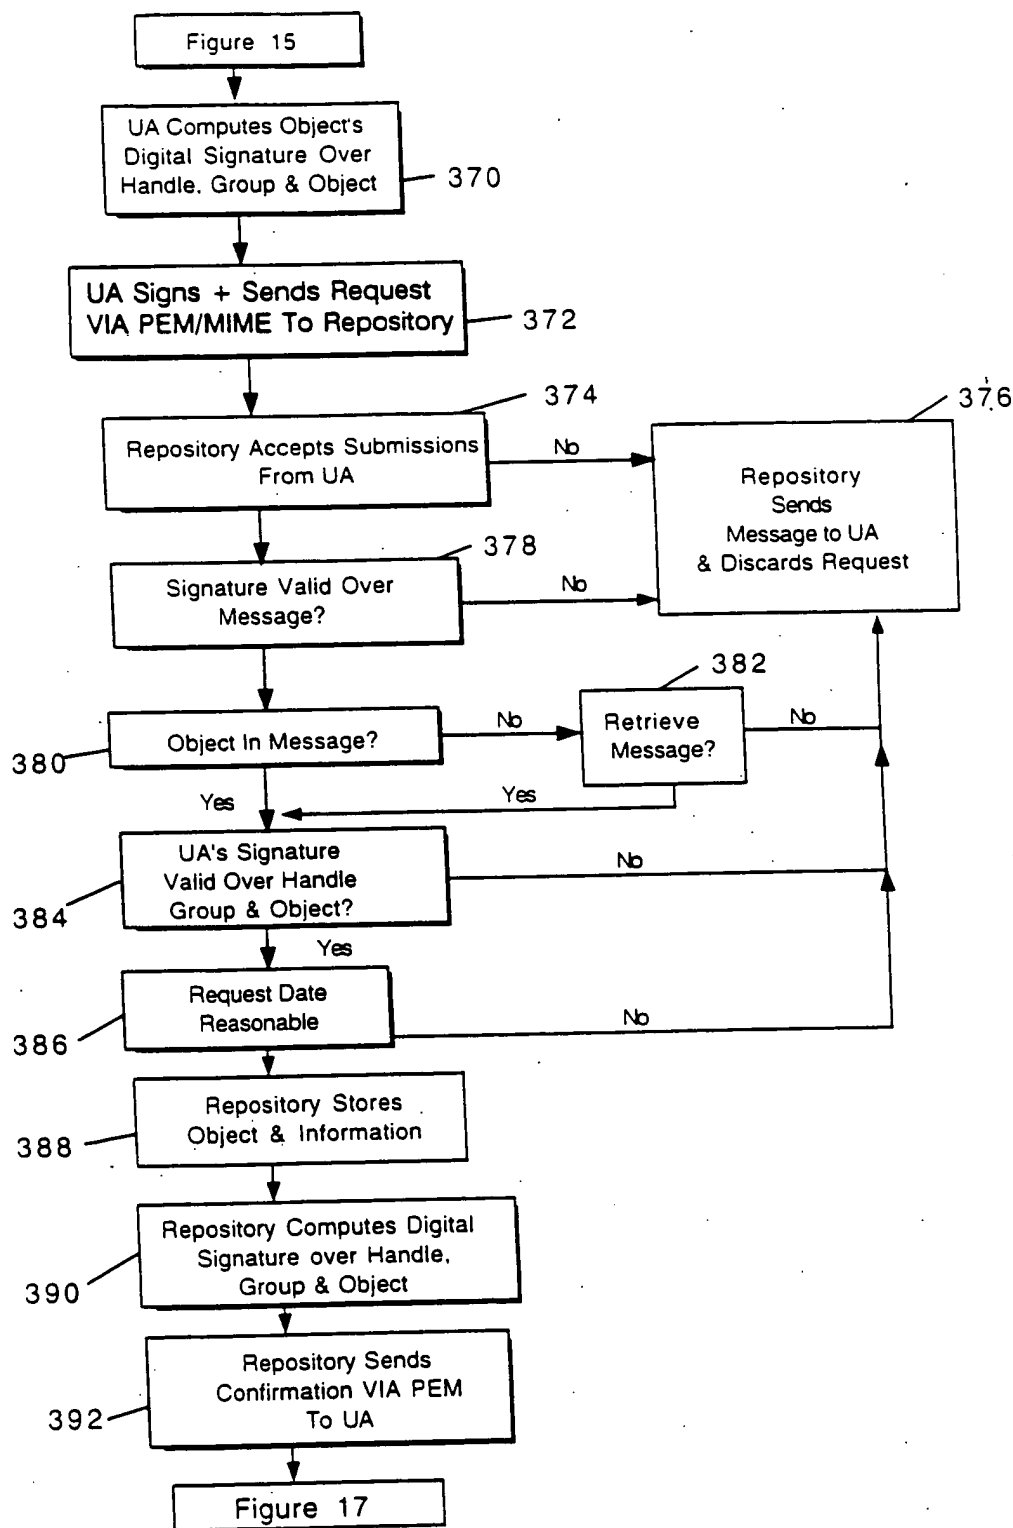 Figure 15
UA Computes Object's
Digital Signature Over
Handle, Group & Object
370
UA Signs + Sends Request
VIA PEM/MIME To Repository
372
374
376
Repository Accepts Submissions
From UA
No
Repository
Sends
Message to UA
& Discards Request
378
Signature Valid Over
Message?
No
382
Object In Message?
No
Retrieve
Message?
No
380
Yes
Yes
UA's Signature
Valid Over Handle
Group & Object?
No
384
Yes
Request Date
Reasonable
No
386
Repository Stores
Object & Information
388
Repository Computes Digital
Signature over Handle,
Group & Object
390
Repository Sends
Confirmation VIA PEM
To UA
392
Figure 17